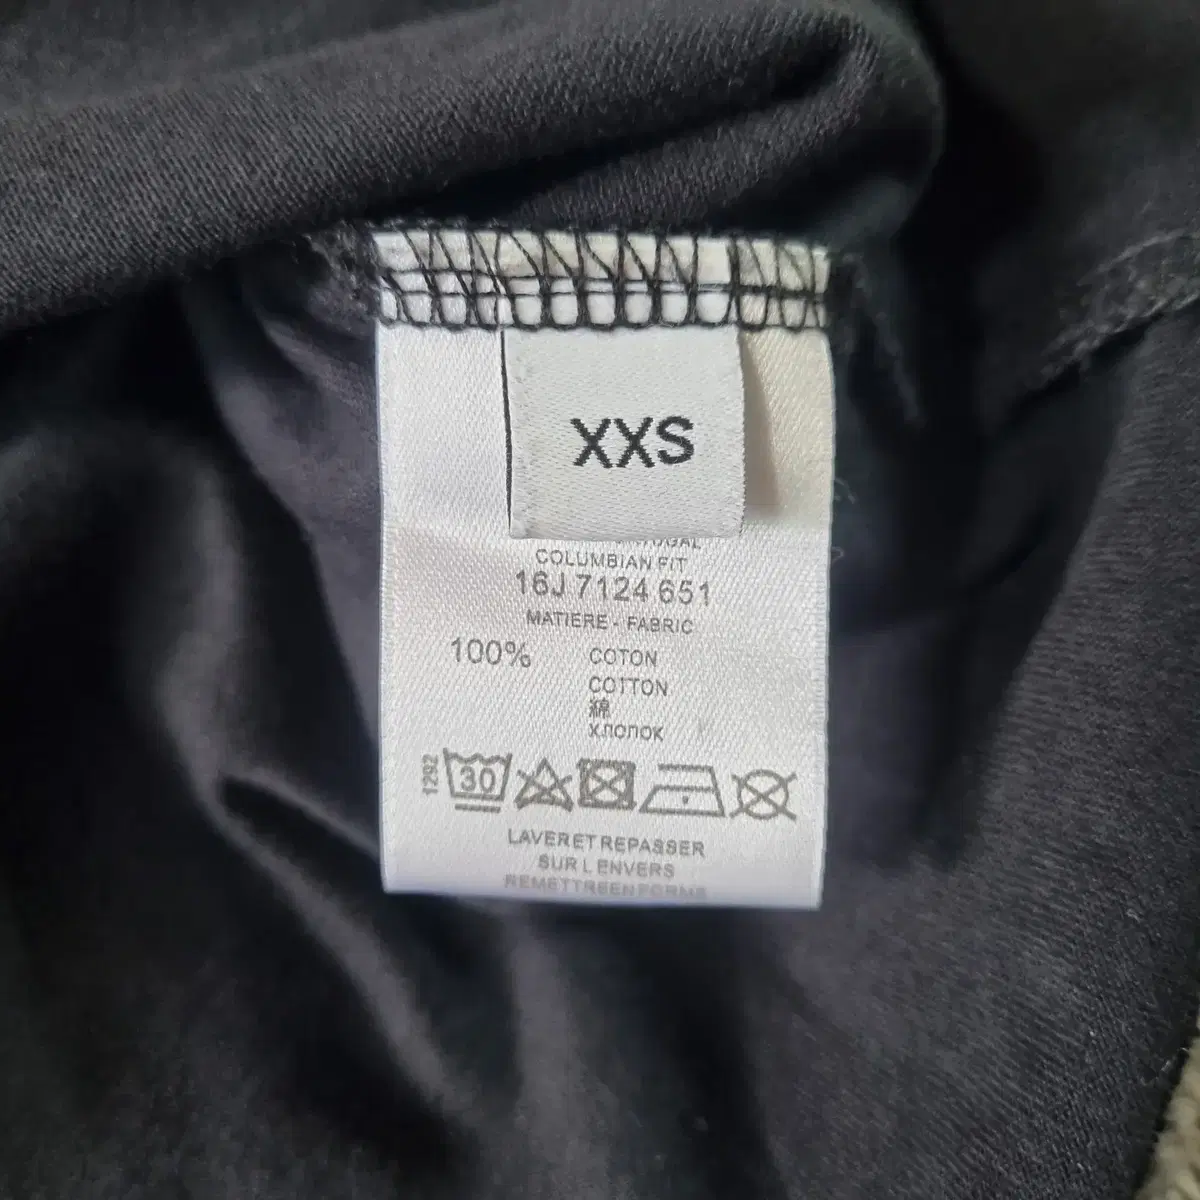 XXS
COLUMBIAN FIT
16J 7124 651
MATIERE - FABRIC
100% COTON
COTTON
綿
ХЛОПОК
1292 30
LAVER ET REPASSER
SUR L ENVERS
REMETTRE EN FORME